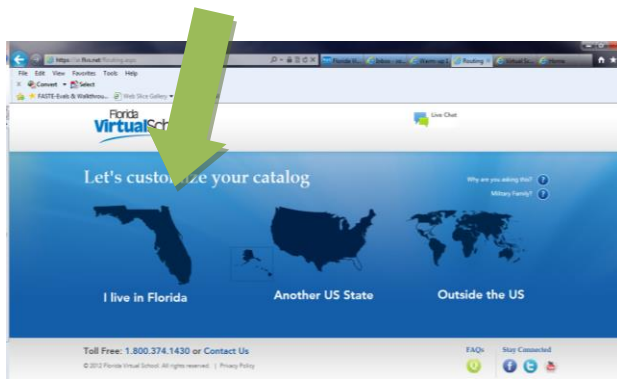 https://
File Edit View Favorites Tools Help
Convert Select
FASTE-Evals & Walkthrou... Web Slice Gallery
Florida
VirtualSch
Live Chat
Let's customize your catalog
Why are you asking this?
Military Family?
I live in Florida
Another US State
Outside the US
Toll Free: 1.800.374.1430 or Contact Us
FAQs Stay Connected
© 2012 Florida Virtual School. All rights reserved. | Privacy Policy